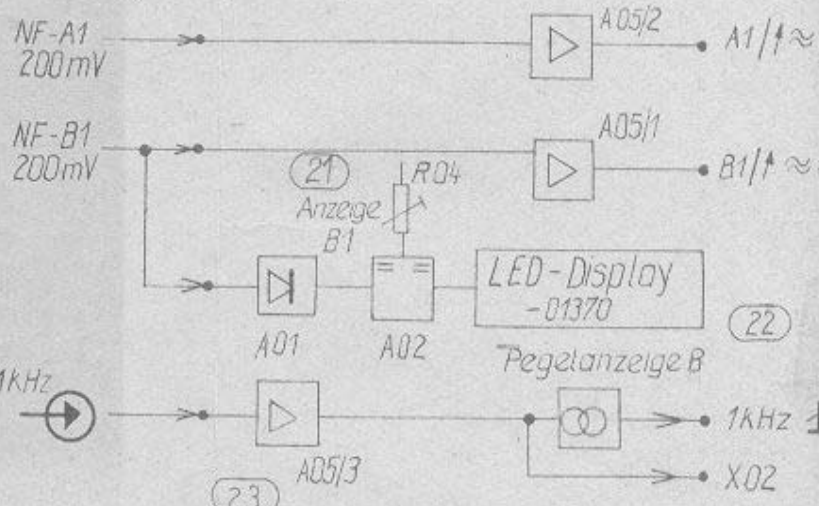 NF-A1
200mV
A05/2
A1/↑≈
NF-B1
200mV
A05/1
B1/↑≈
21
R04
Anzeige
B1
A01
A02
LED-Display
-01370
22
Pegelanzeige B
1kHz
A05/3
1kHz
X02
23